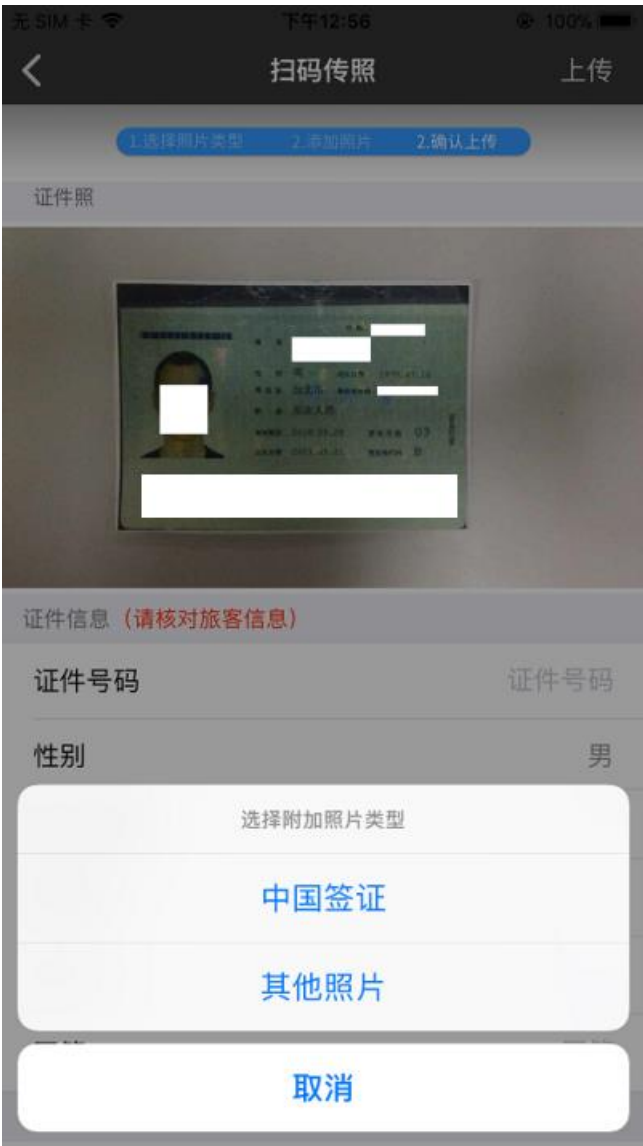 无 SIM 卡 下午12:56 100%
扫码传照 上传
1.选择照片类型 2.添加照片 2.确认上传
证件照
证件信息（请核对旅客信息）
证件号码 证件号码
性别 男
选择附加照片类型
中国签证
其他照片
取消